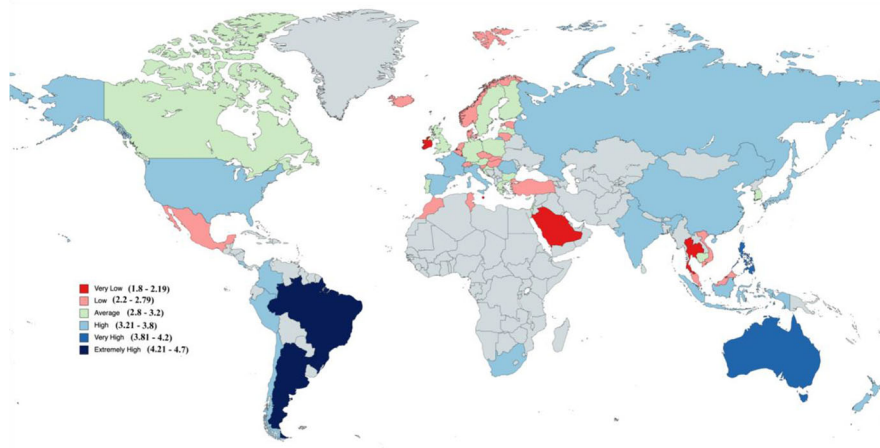 Very Low (1.8 - 2.19)
Low (2.2 - 2.79)
Average (2.8 - 3.2)
High (3.21 - 3.8)
Very High (3.81 - 4.2)
Extremely High (4.21 - 4.7)